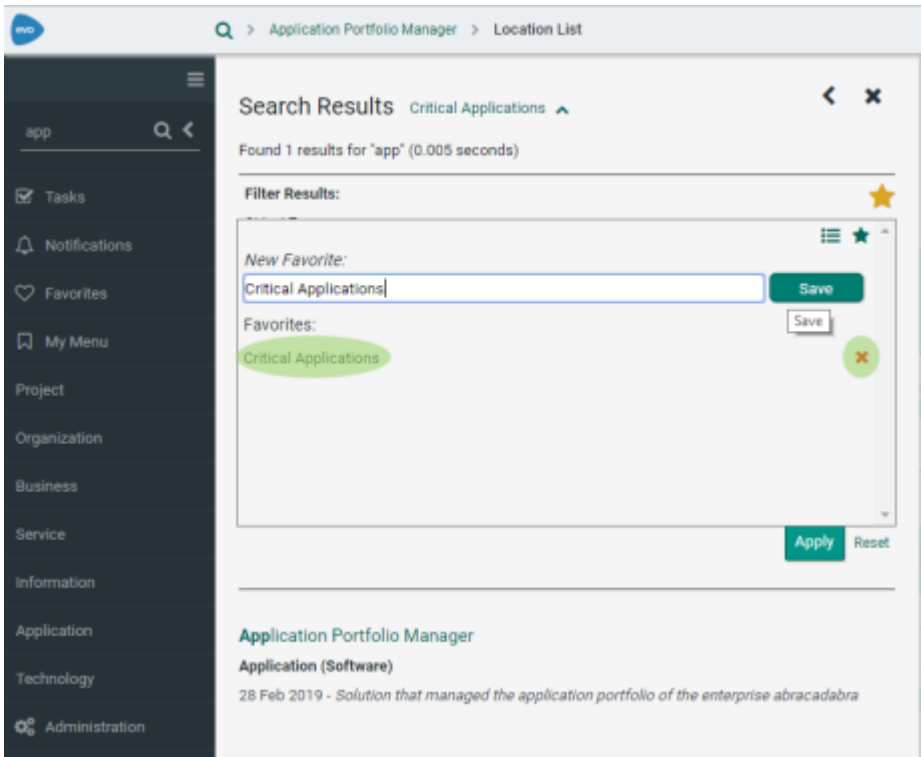 evo
> Application Portfolio Manager > Location List
app
Tasks
Notifications
Favorites
My Menu
Project
Organization
Business
Service
Information
Application
Technology
Administration
Search Results Critical Applications
Found 1 results for "app" (0.005 seconds)
Filter Results:
New Favorite:
Critical Applications Save
Save
Favorites:
Critical Applications
Apply Reset
Application Portfolio Manager
Application (Software)
28 Feb 2019 - Solution that managed the application portfolio of the enterprise abracadabra